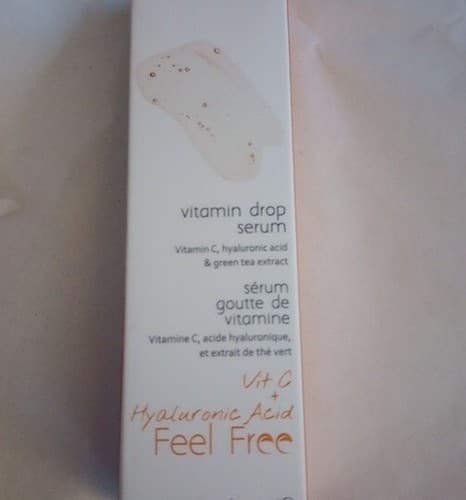 vitamin drop
serum
Vitamin C, hyaluronic acid
& green tea extract
sérum
goutte de
vitamine
Vitamine C, acide hyaluronique,
et extrait de thé vert
Vit C
+
Hyaluronic Acid
Feel Free